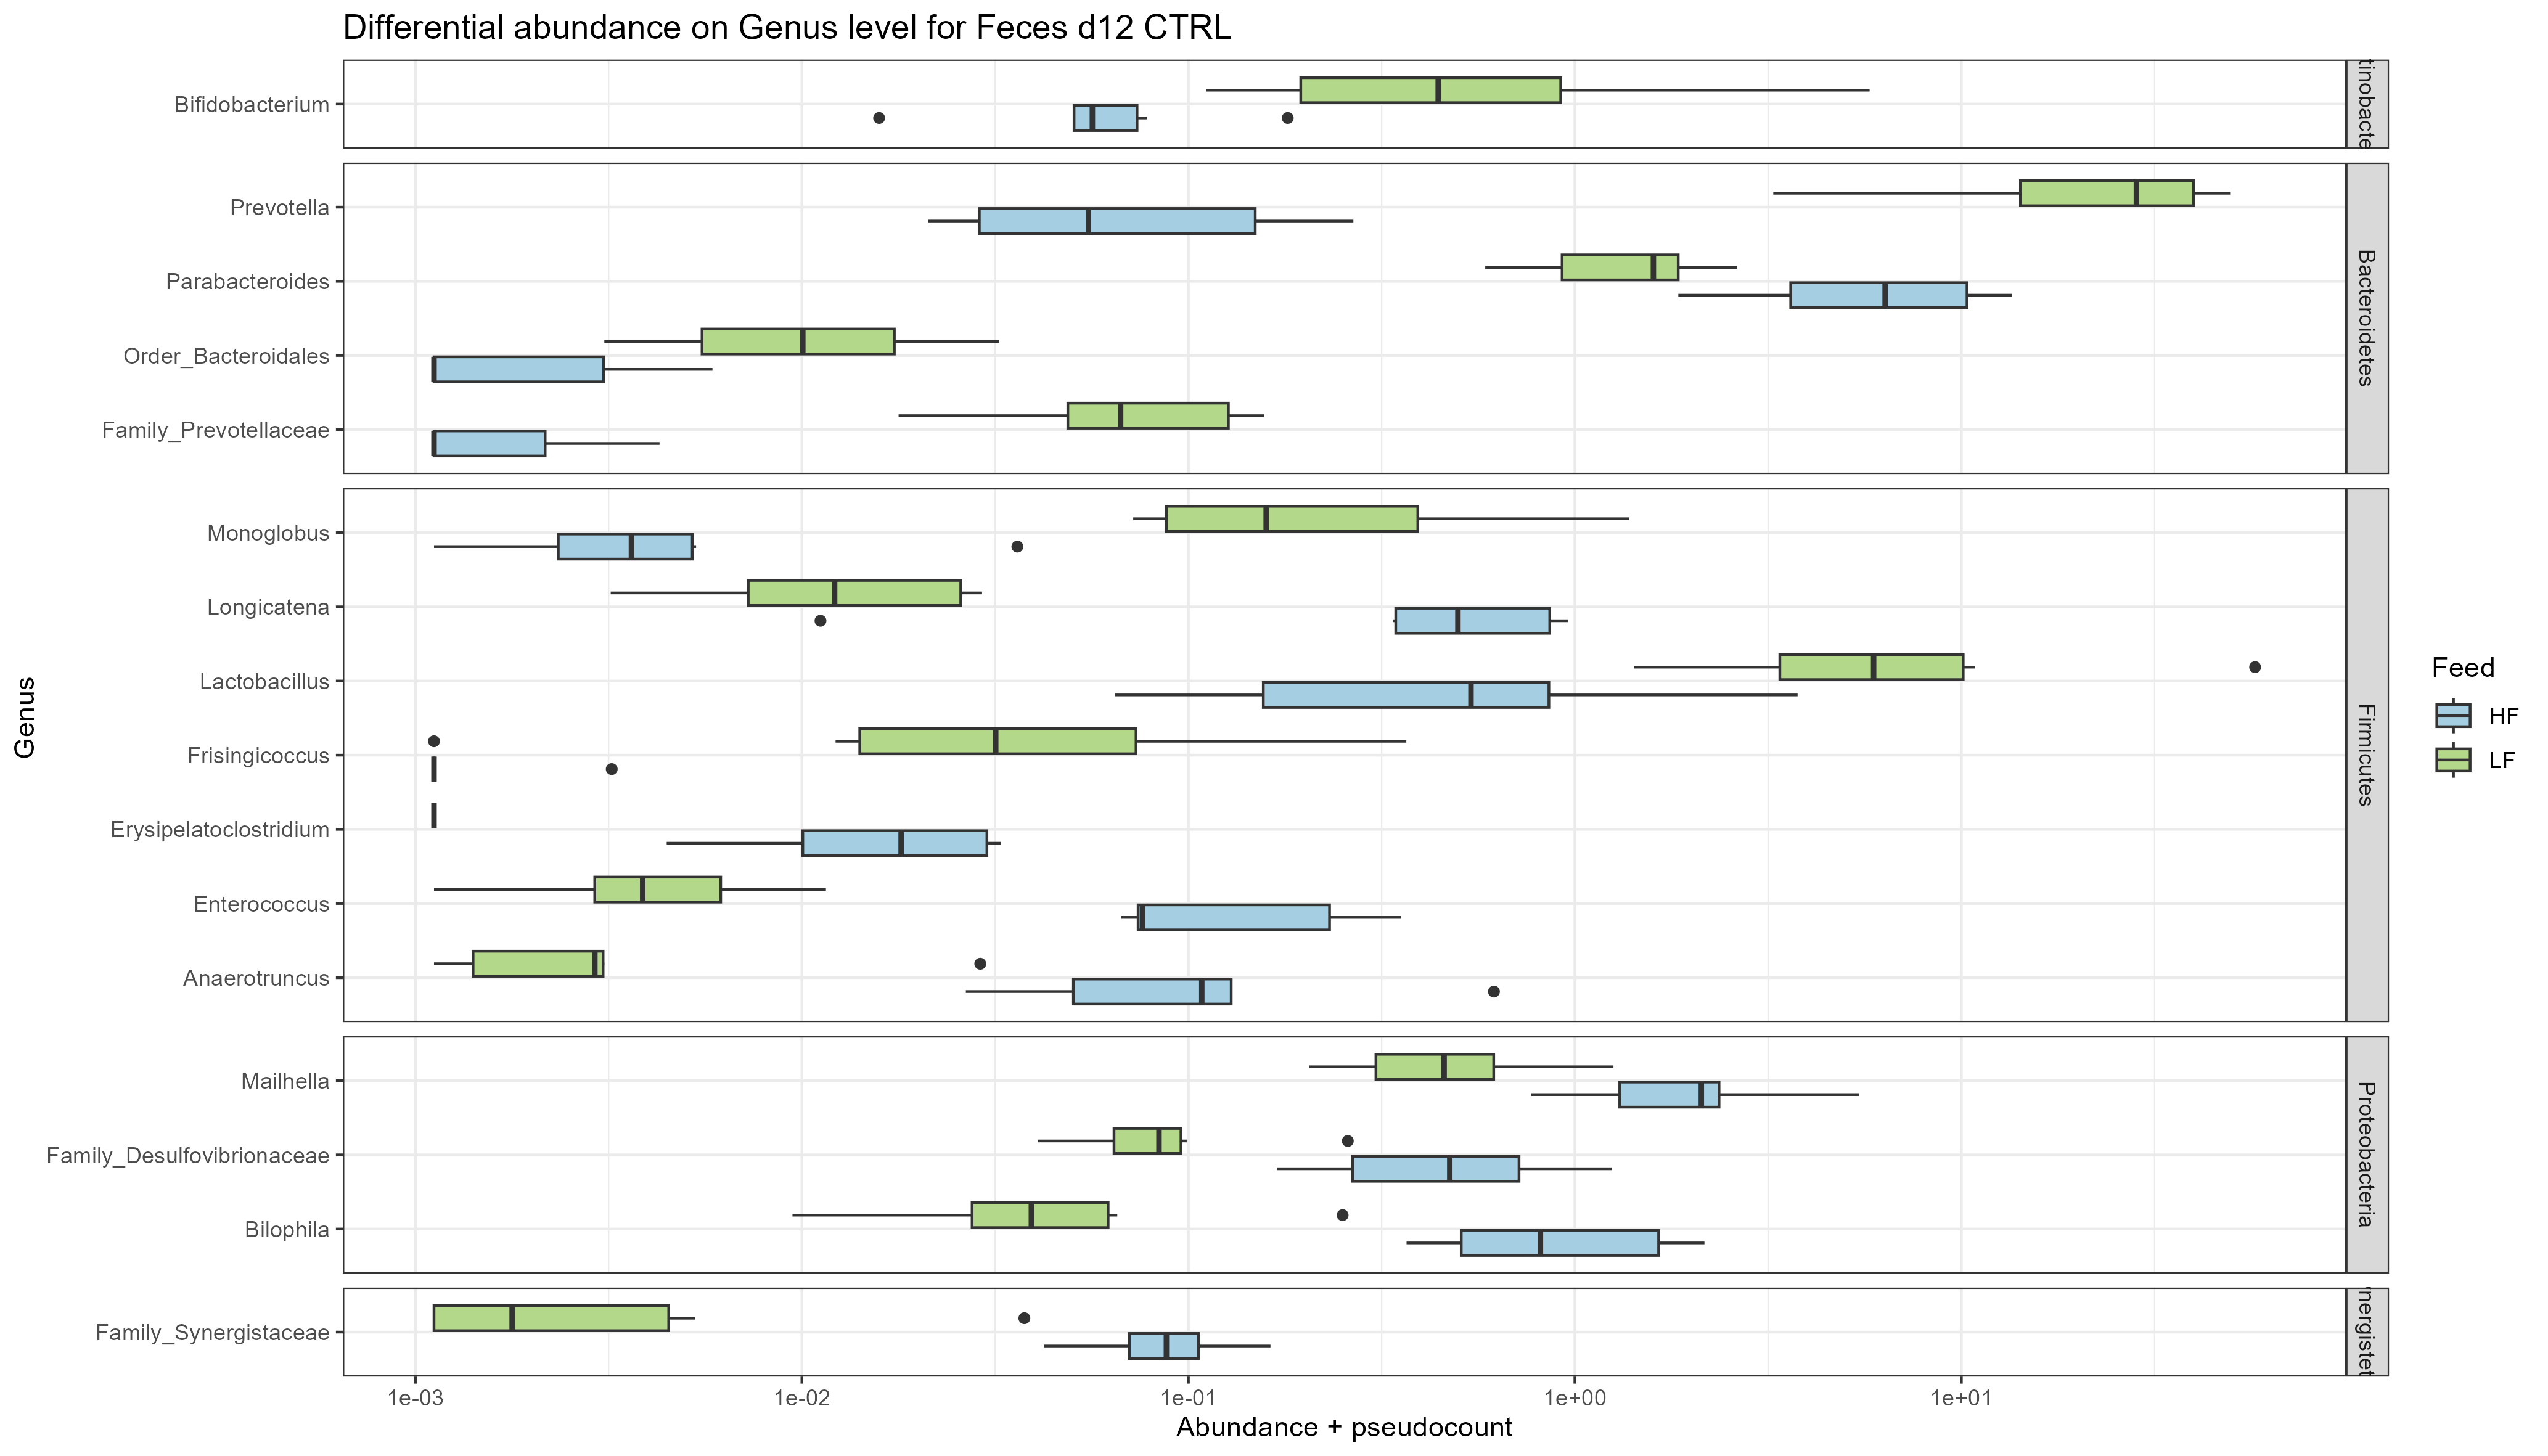 Differential abundance on Genus level for Feces d12 CTRL
Bifidobacterium
tinobacte
Prevotella
Parabacteroides
Order_Bacteroidales
Family_Prevotellaceae
Bacteroidetes
Monoglobus
Longicatena
Lactobacillus
Frisingicoccus
Erysipelatoclostridium
Enterococcus
Anaerotruncus
Firmicutes
Mailhella
Family_Desulfovibrionaceae
Bilophila
Proteobacteria
Family_Synergistaceae
nergistet
Genus
1e-03 1e-02 1e-01 1e+00 1e+01
Abundance + pseudocount
Feed
HF
LF